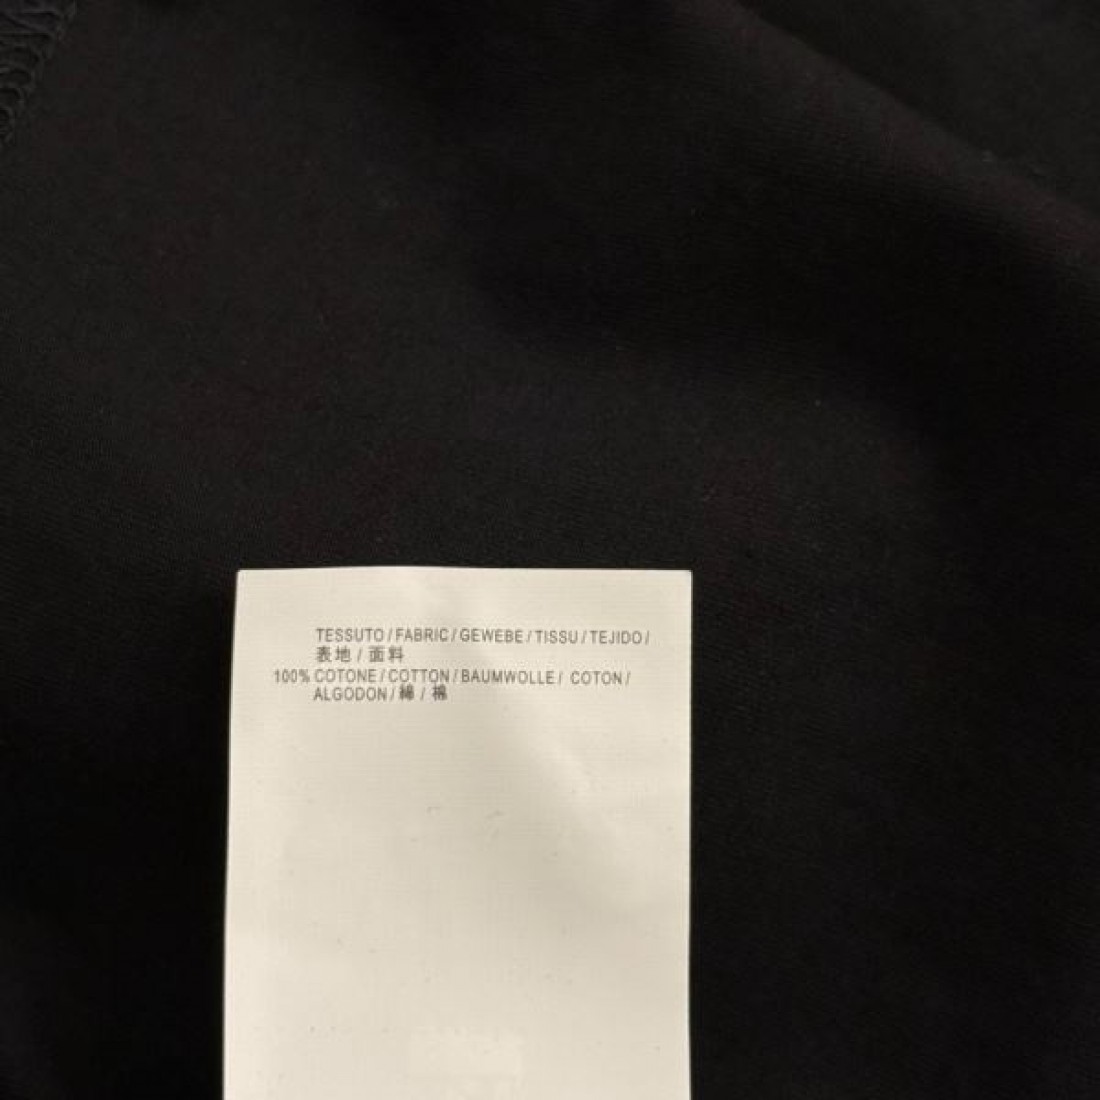 TESSUTO / FABRIC / GEWEBE / TISSU / TEJIDO /
表地 / 面料
100% COTONE / COTTON / BAUMWOLLE / COTON /
ALGODON / 綿 / 棉